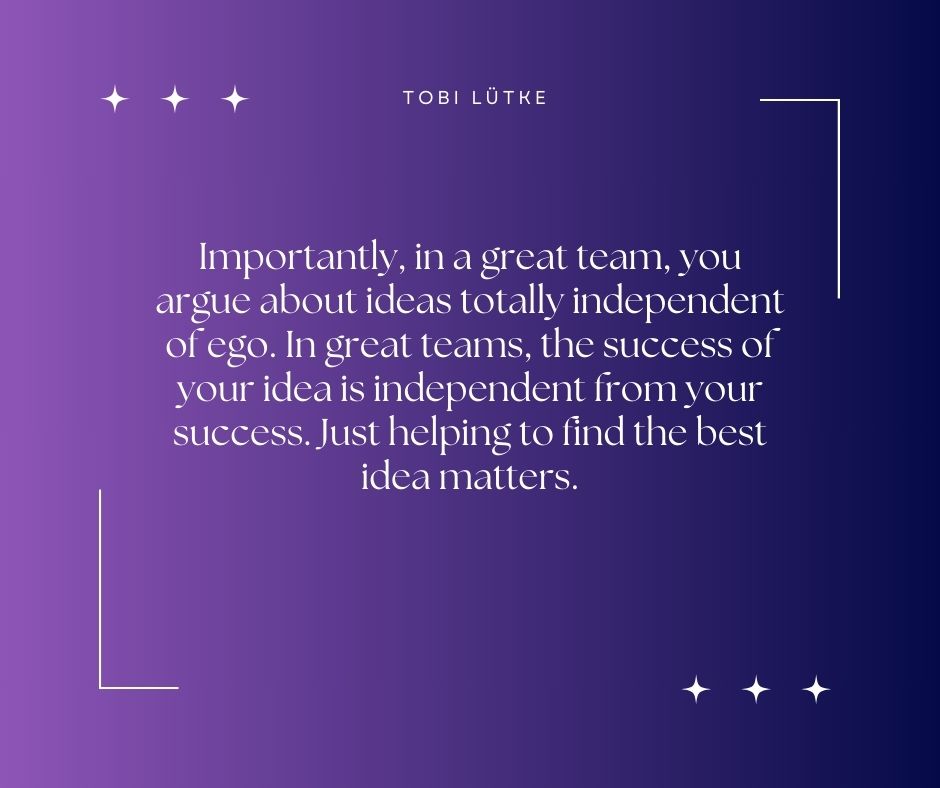 TOBI LÜTKE
Importantly, in a great team, you
argue about ideas totally independent
of ego. In great teams, the success of
your idea is independent from your
success. Just helping to find the best
idea matters.